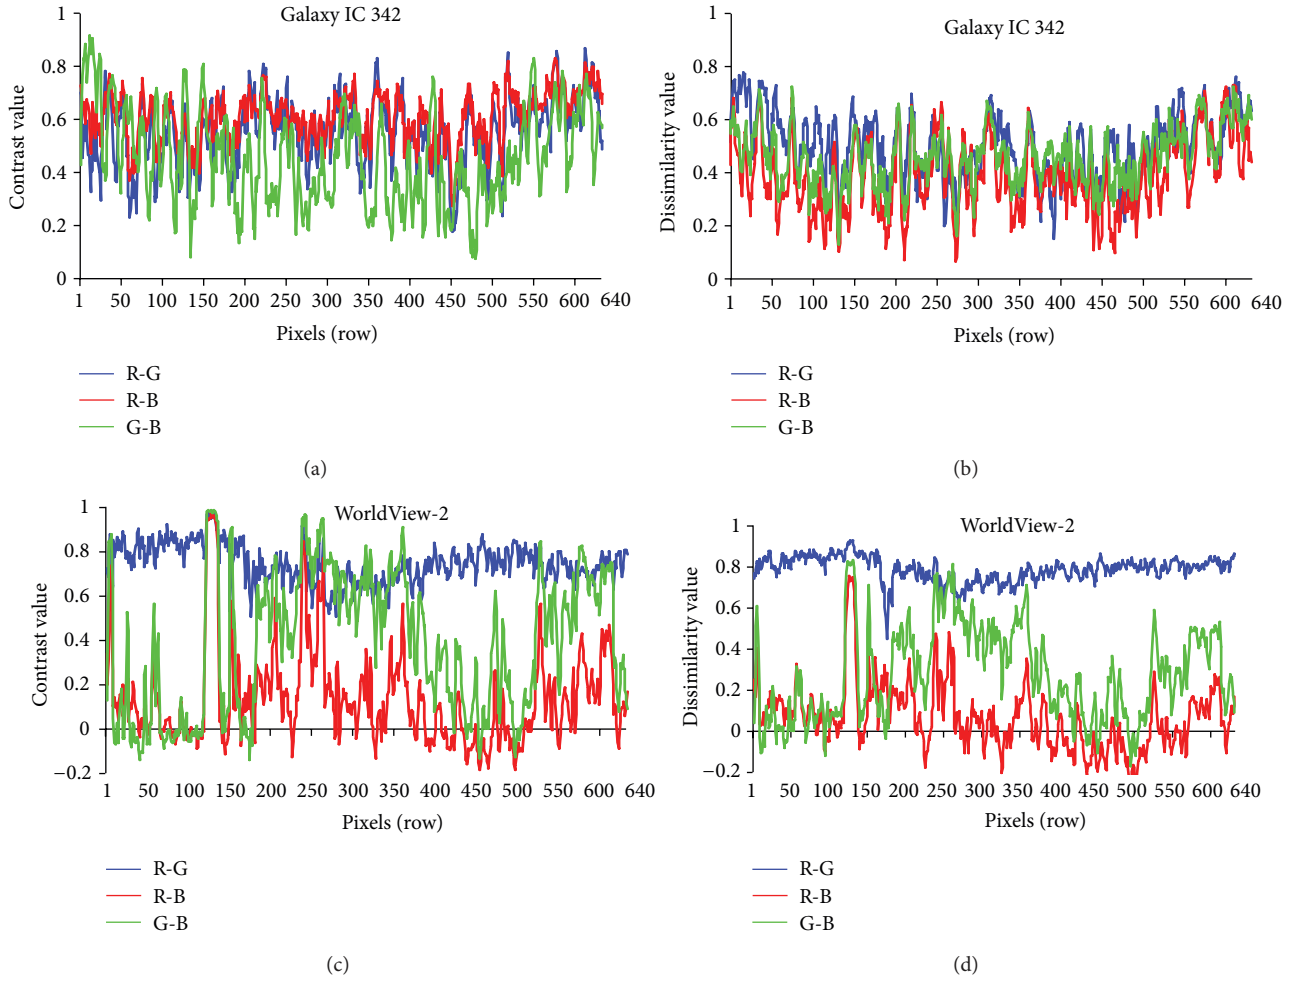 Galaxy IC 342
Contrast value
1
0.8
0.6
0.4
0.2
0
1 50 100 150 200 250 300 350 400 450 500 550 600 640
Pixels (row)
R-G
R-B
G-B
(a)
Galaxy IC 342
Dissimilarity value
1
0.8
0.6
0.4
0.2
0
1 50 100 150 200 250 300 350 400 450 500 550 600 640
Pixels (row)
R-G
R-B
G-B
(b)
WorldView-2
Contrast value
1
0.8
0.6
0.4
0.2
0
−0.2
1 50 100 150 200 250 300 350 400 450 500 550 600 640
Pixels (row)
R-G
R-B
G-B
(c)
WorldView-2
Dissimilarity value
1
0.8
0.6
0.4
0.2
0
−0.2
1 50 100 150 200 250 300 350 400 450 500 550 600 640
Pixels (row)
R-G
R-B
G-B
(d)